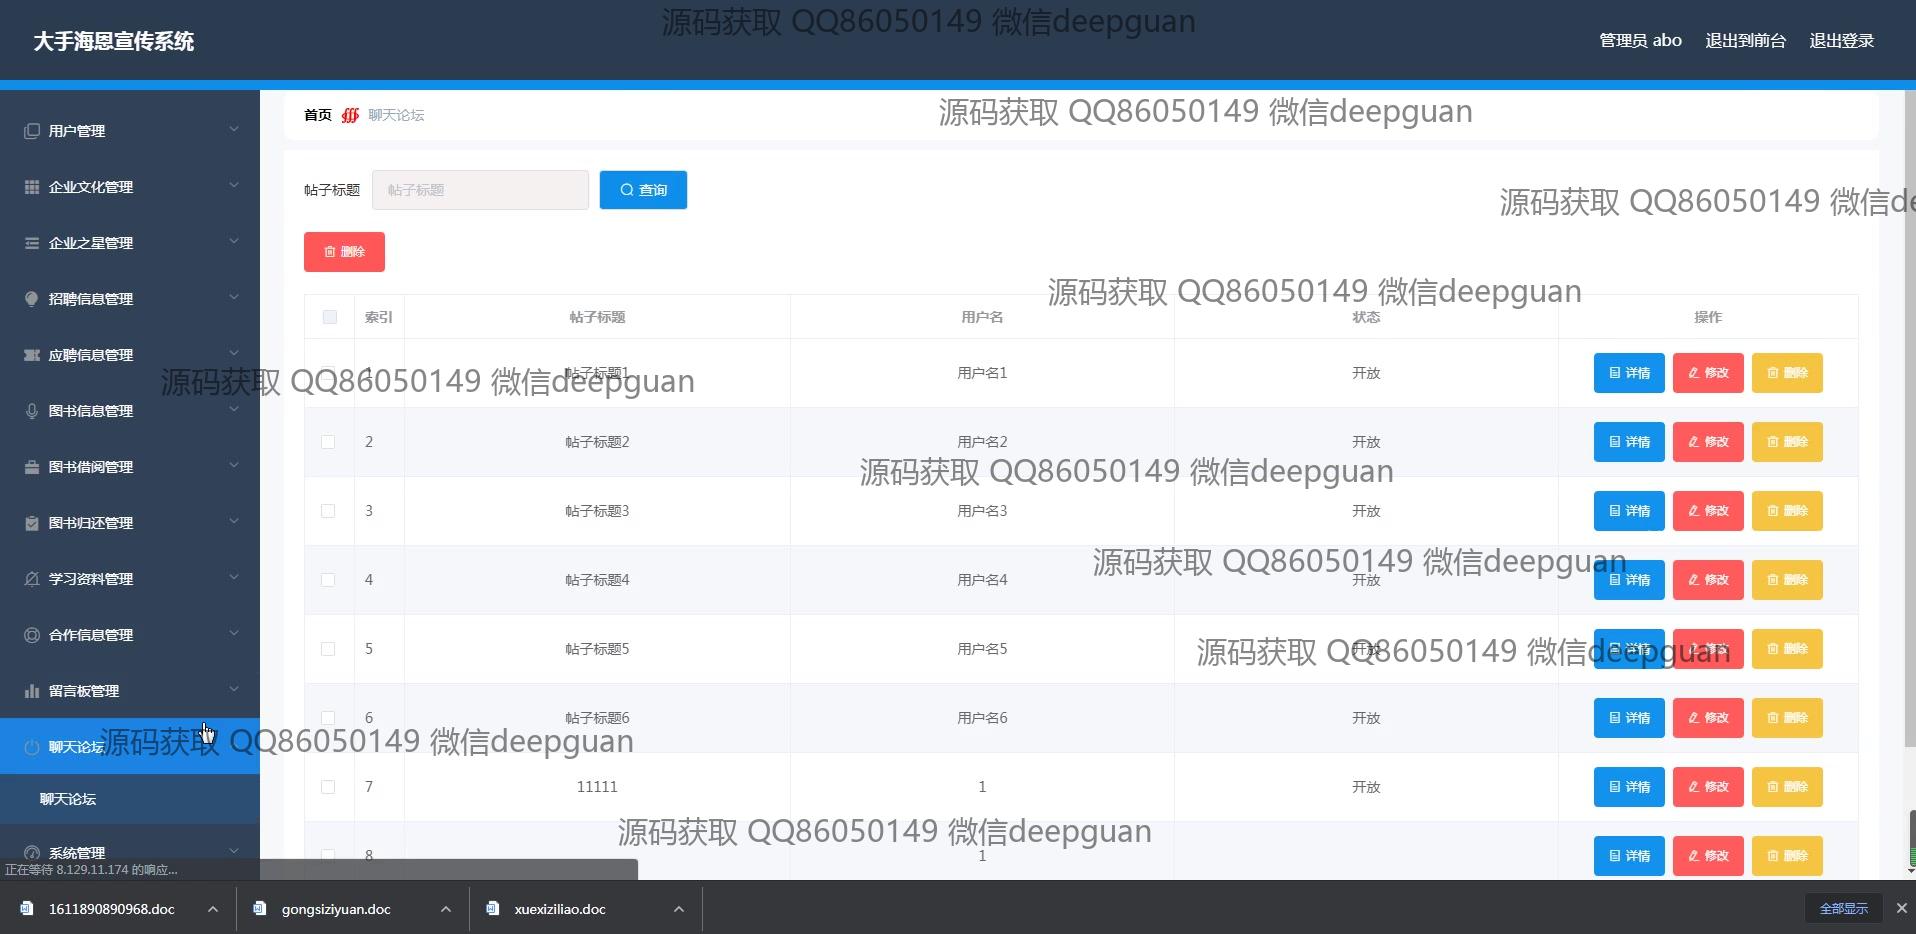 源码获取 QQ86050149 微信deepguan
大手海恩宣传系统
管理员 abo 退出到前台 退出登录
首页 聊天论坛
源码获取 QQ86050149 微信deepguan
用户管理
企业文化管理
帖子标题 帖子标题 查询
源码获取 QQ86050149 微信de
企业之星管理
删除
招聘信息管理
源码获取 QQ86050149 微信deepguan
索引 帖子标题 用户名 状态 操作
应聘信息管理
1 帖子标题1 用户名1 开放 详情 修改 删除
源码获取 QQ86050149 微信deepguan
图书信息管理
2 帖子标题2 用户名2 开放 详情 修改 删除
图书借阅管理
源码获取 QQ86050149 微信deepguan
3 帖子标题3 用户名3 开放 详情 修改 删除
图书归还管理
源码获取 QQ86050149 微信deepguan
学习资料管理
4 帖子标题4 用户名4 开放 详情 修改 删除
合作信息管理
5 帖子标题5 用户名5 开放 详情 修改 删除
源码获取 QQ86050149 微信deepguan
留言板管理
6 帖子标题6 用户名6 开放 详情 修改 删除
聊天论坛
源码获取 QQ86050149 微信deepguan
7 11111 1 开放 详情 修改 删除
聊天论坛
源码获取 QQ86050149 微信deepguan
系统管理
8 1 详情 修改 删除
正在等待 8.129.11.174 的响应...
1611890890968.doc gongsiziyuan.doc xuexiziliao.doc 全部显示